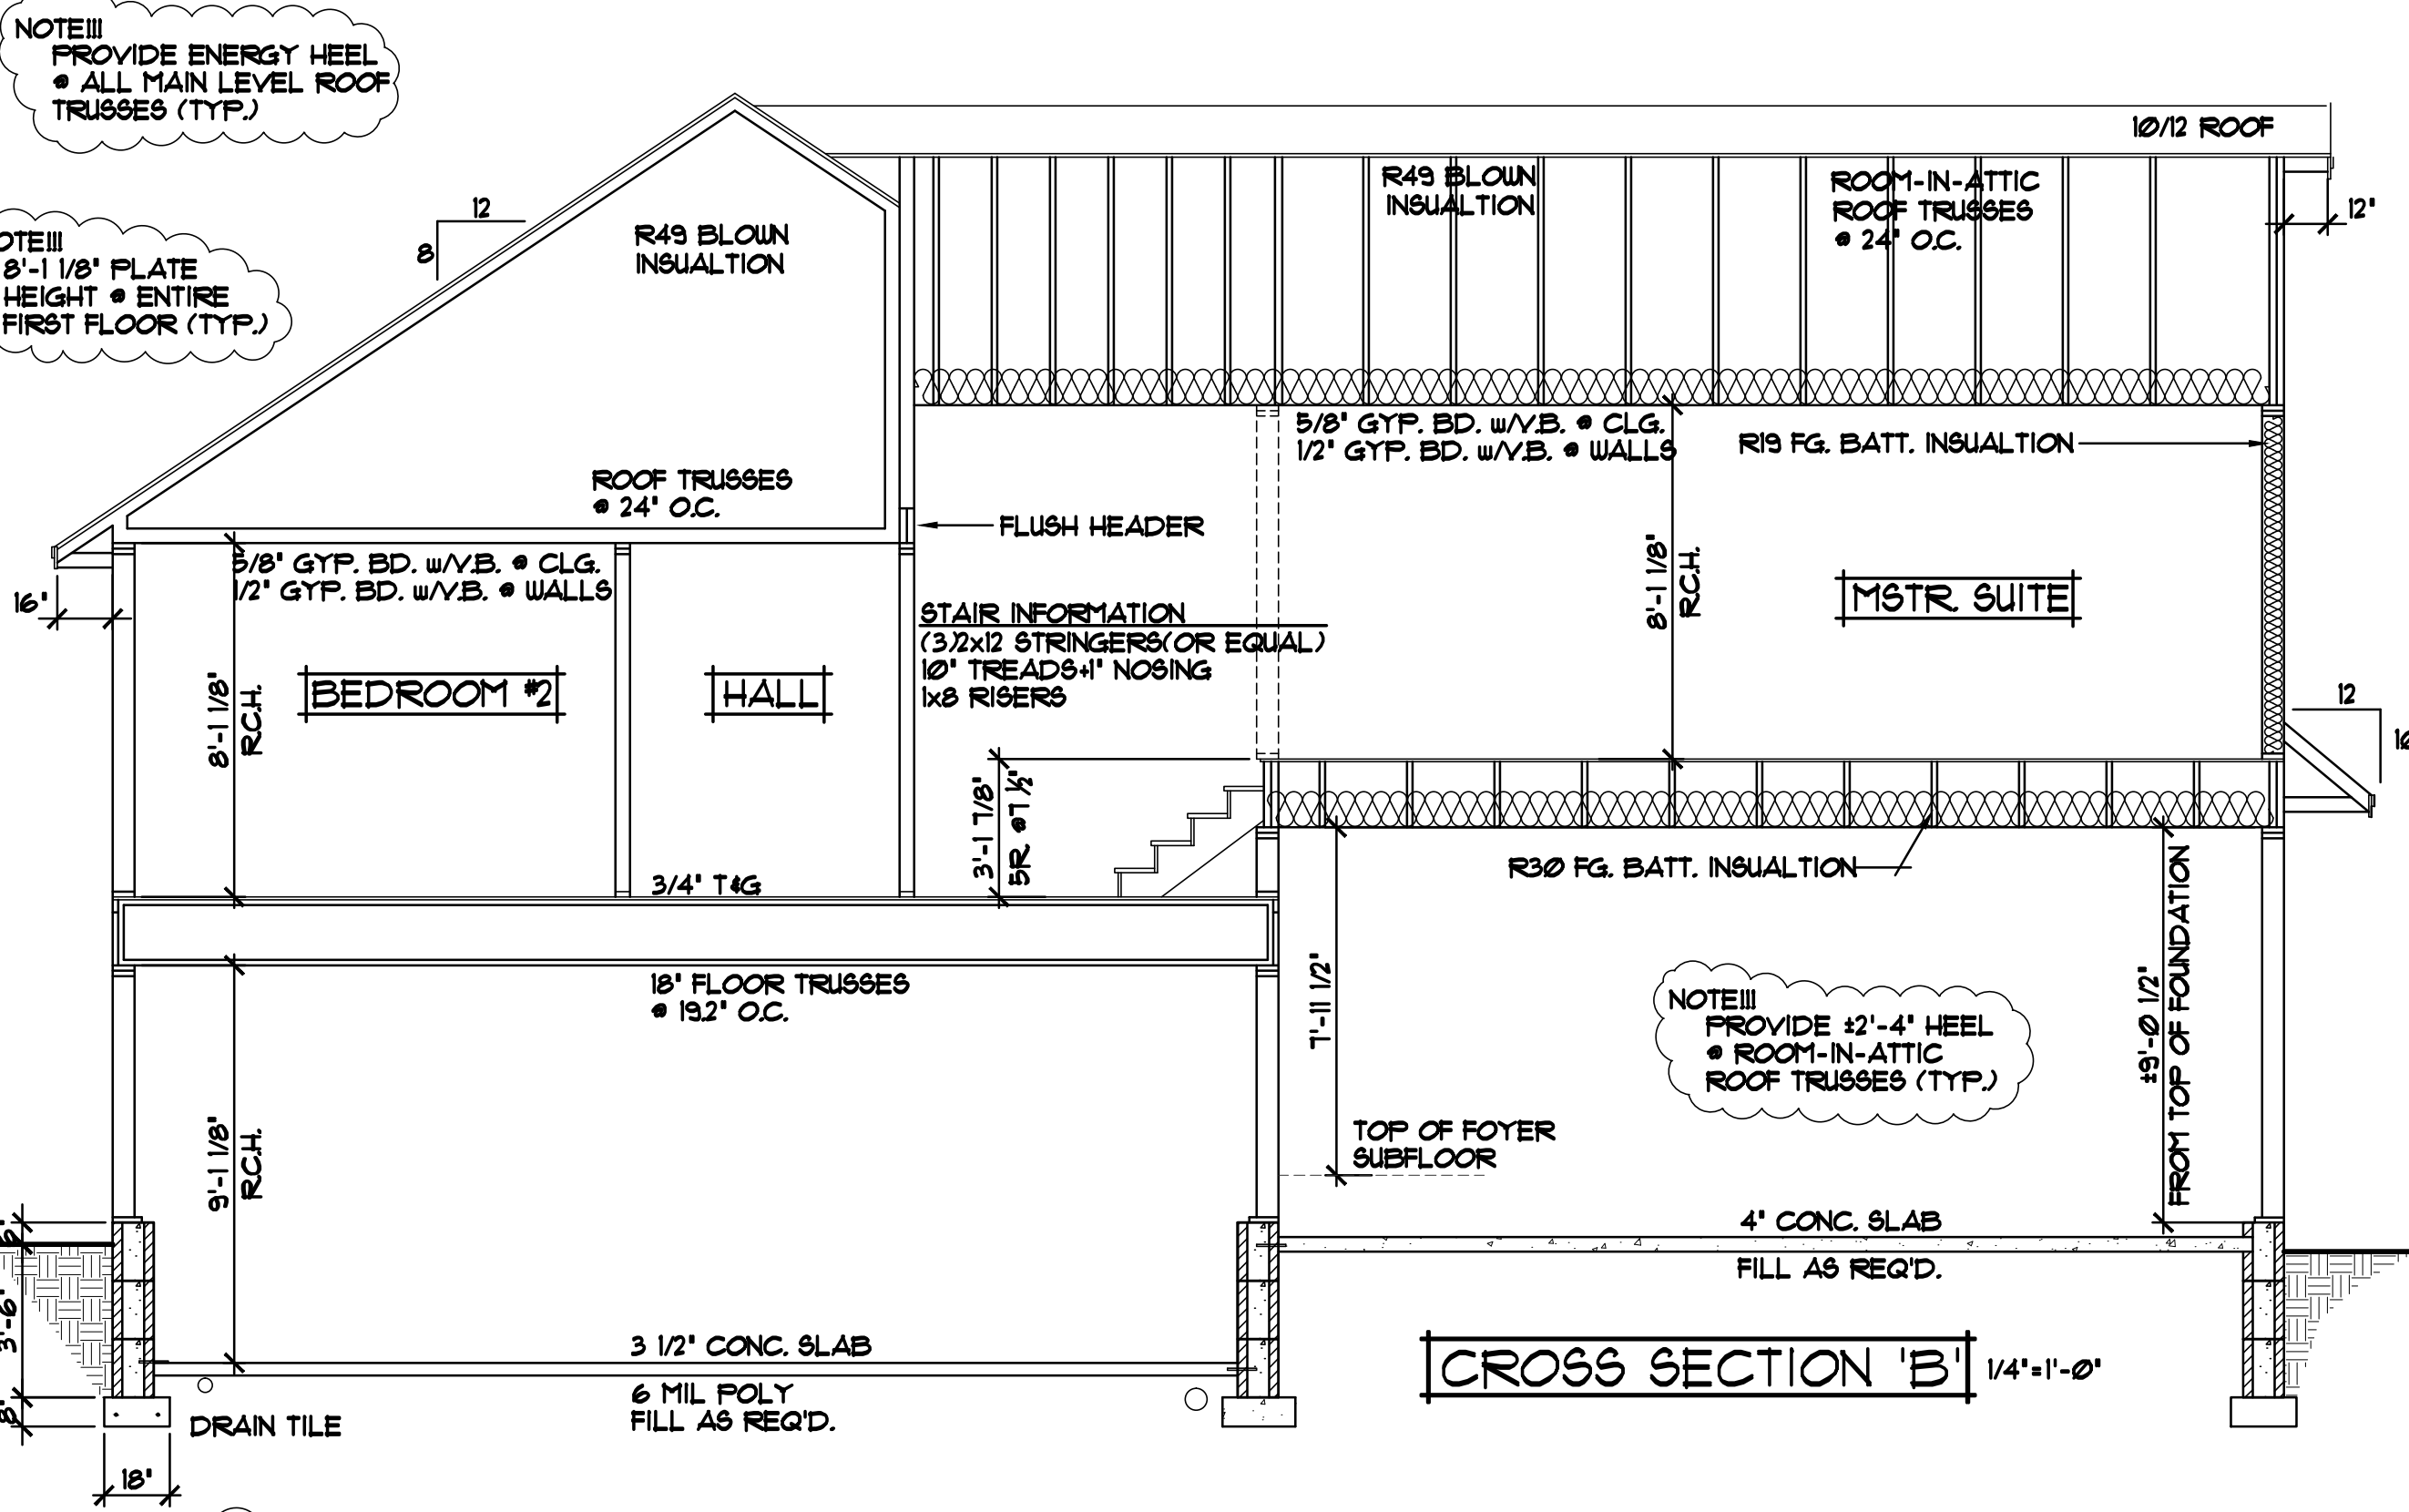 NOTE!!!
PROVIDE ENERGY HEEL
@ ALL MAIN LEVEL ROOF
TRUSSES (TYP.)
OTE!!!
8'-1 1/8" PLATE
HEIGHT @ ENTIRE
FIRST FLOOR (TYP.)
12
8
R49 BLOWN
INSUALTION
ROOF TRUSSES
@ 24" O.C.
10/12 ROOF
R49 BLOWN
INSUALTION
ROOM-IN-ATTIC
ROOF TRUSSES
@ 24" O.C.
12"
5/8" GYP. BD. w/V.B. @ CLG.
1/2" GYP. BD. w/V.B. @ WALLS
R19 FG. BATT. INSUALTION
FLUSH HEADER
16"
5/8" GYP. BD. w/V.B. @ CLG.
1/2" GYP. BD. w/V.B. @ WALLS
8'-1 1/8"
R.C.H.
BEDROOM #2
HALL
STAIR INFORMATION
(3)2x12 STRINGERS(OR EQUAL)
10" TREADS+1" NOSING
1x8 RISERS
8'-1 1/8"
R.C.H.
MSTR. SUITE
12
3'-1 7/8"
5R. @7 ½"
3/4" T&G
R30 FG. BATT. INSUALTION
18" FLOOR TRUSSES
@ 19.2" O.C.
7'-11 1/2"
NOTE!!!
PROVIDE ±2'-4" HEEL
@ ROOM-IN-ATTIC
ROOF TRUSSES (TYP.)
±9'-0 1/2"
FROM TOP OF FOUNDATION
9'-1 1/8"
R.C.H.
TOP OF FOYER
SUBFLOOR
4" CONC. SLAB
FILL AS REQ'D.
3'-6"
8"
3 1/2" CONC. SLAB
6 MIL POLY
FILL AS REQ'D.
DRAIN TILE
18"
CROSS SECTION 'B'
1/4"=1'-0"